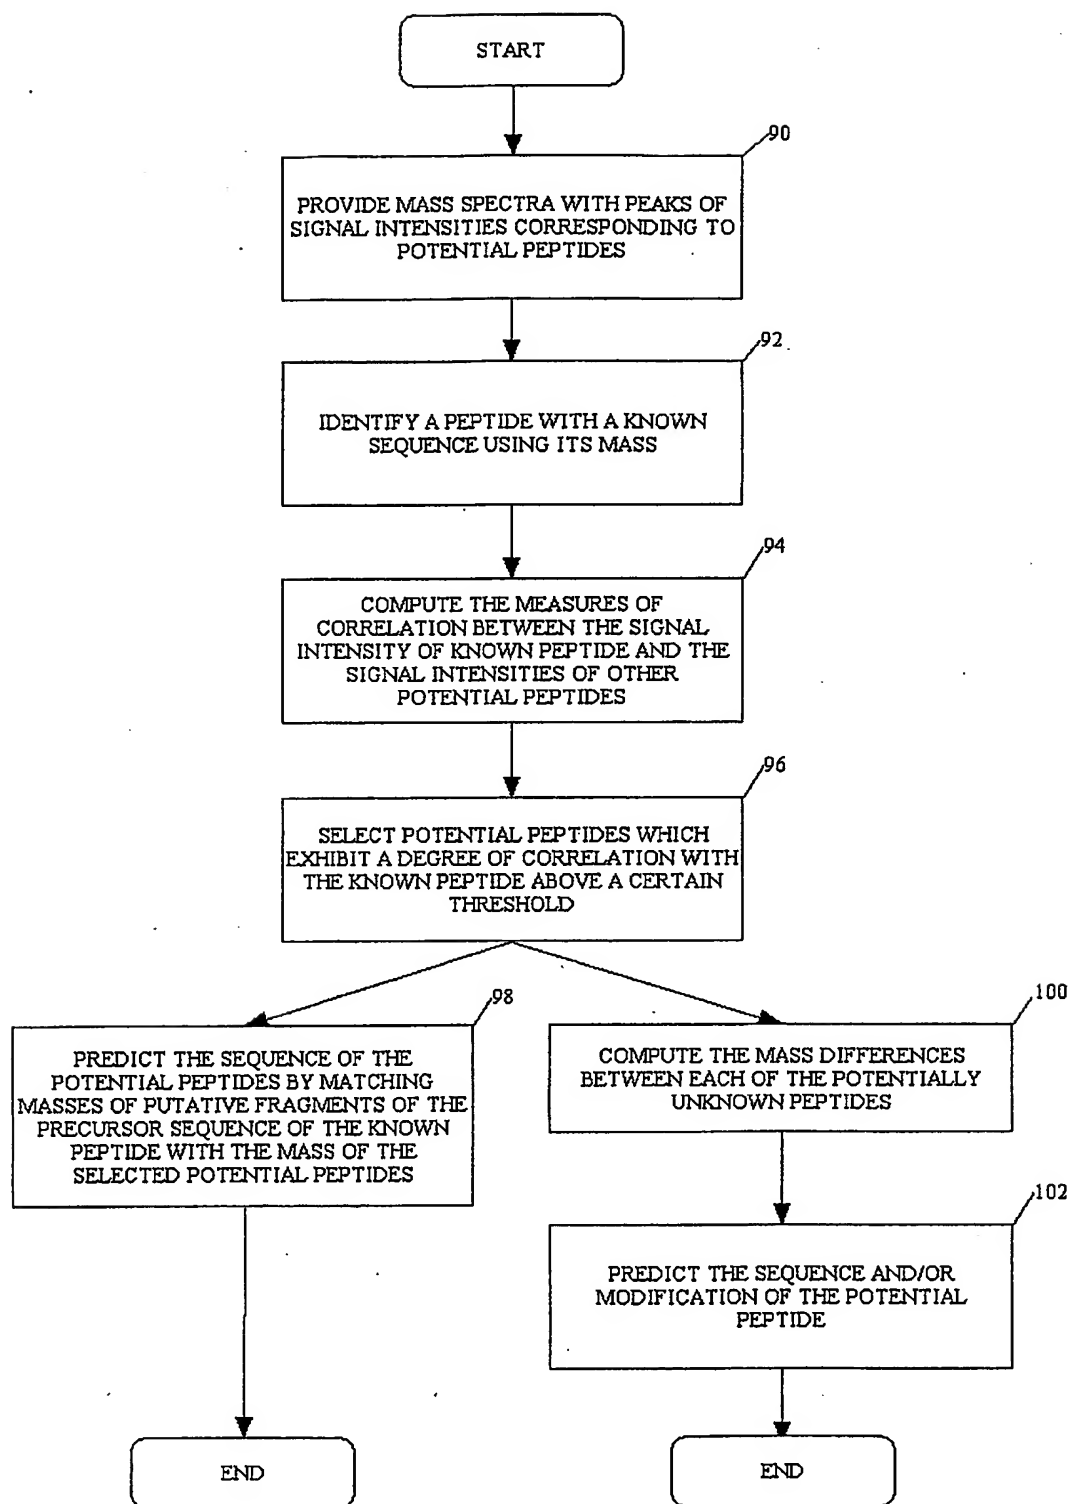 START
90
PROVIDE MASS SPECTRA WITH PEAKS OF
SIGNAL INTENSITIES CORRESPONDING TO
POTENTIAL PEPTIDES
92
IDENTIFY A PEPTIDE WITH A KNOWN
SEQUENCE USING ITS MASS
94
COMPUTE THE MEASURES OF
CORRELATION BETWEEN THE SIGNAL
INTENSITY OF KNOWN PEPTIDE AND THE
SIGNAL INTENSITIES OF OTHER
POTENTIAL PEPTIDES
96
SELECT POTENTIAL PEPTIDES WHICH
EXHIBIT A DEGREE OF CORRELATION WITH
THE KNOWN PEPTIDE ABOVE A CERTAIN
THRESHOLD
98
PREDICT THE SEQUENCE OF THE
POTENTIAL PEPTIDES BY MATCHING
MASSES OF PUTATIVE FRAGMENTS OF THE
PRECURSOR SEQUENCE OF THE KNOWN
PEPTIDE WITH THE MASS OF THE
SELECTED POTENTIAL PEPTIDES
END
100
COMPUTE THE MASS DIFFERENCES
BETWEEN EACH OF THE POTENTIALLY
UNKNOWN PEPTIDES
102
PREDICT THE SEQUENCE AND/OR
MODIFICATION OF THE POTENTIAL
PEPTIDE
END